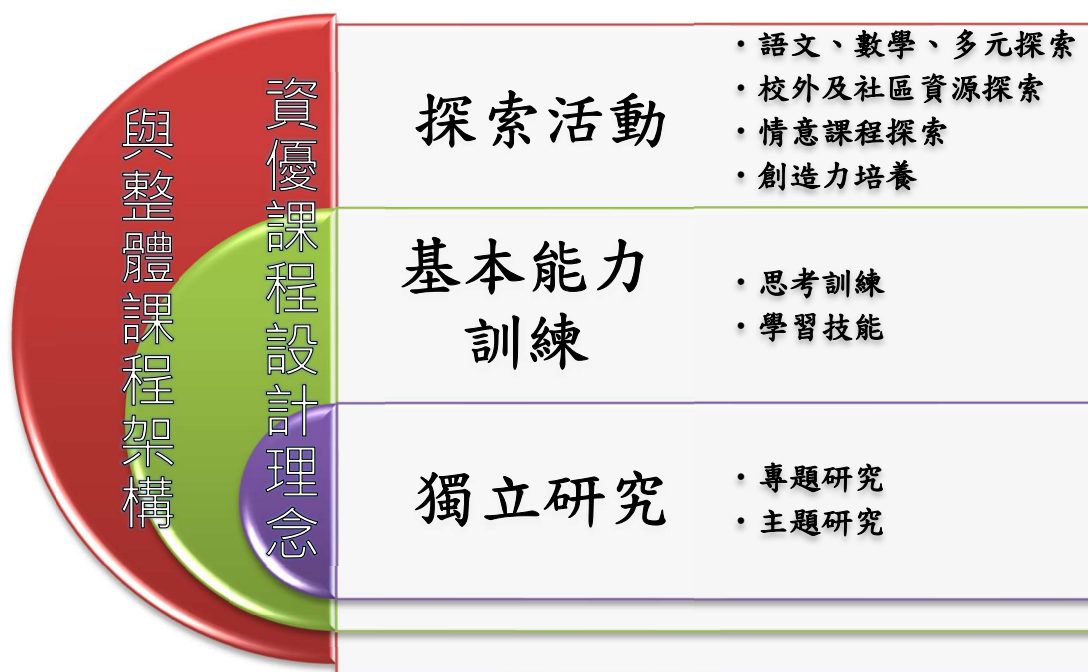 資優課程設計理念
與整體課程架構
探索活動
・語文、數學、多元探索
・校外及社區資源探索
・情意課程探索
・創造力培養
基本能力
訓練
・思考訓練
・學習技能
獨立研究
・專題研究
・主題研究